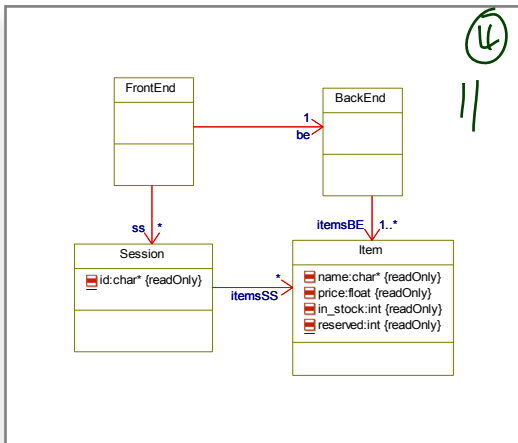 FrontEnd
BackEnd
1
be
ss *
itemsBE 1..*
Session
id:char* {readOnly}
*
itemsSS
Item
name:char* {readOnly}
price:float {readOnly}
in_stock:int {readOnly}
reserved:int {readOnly}